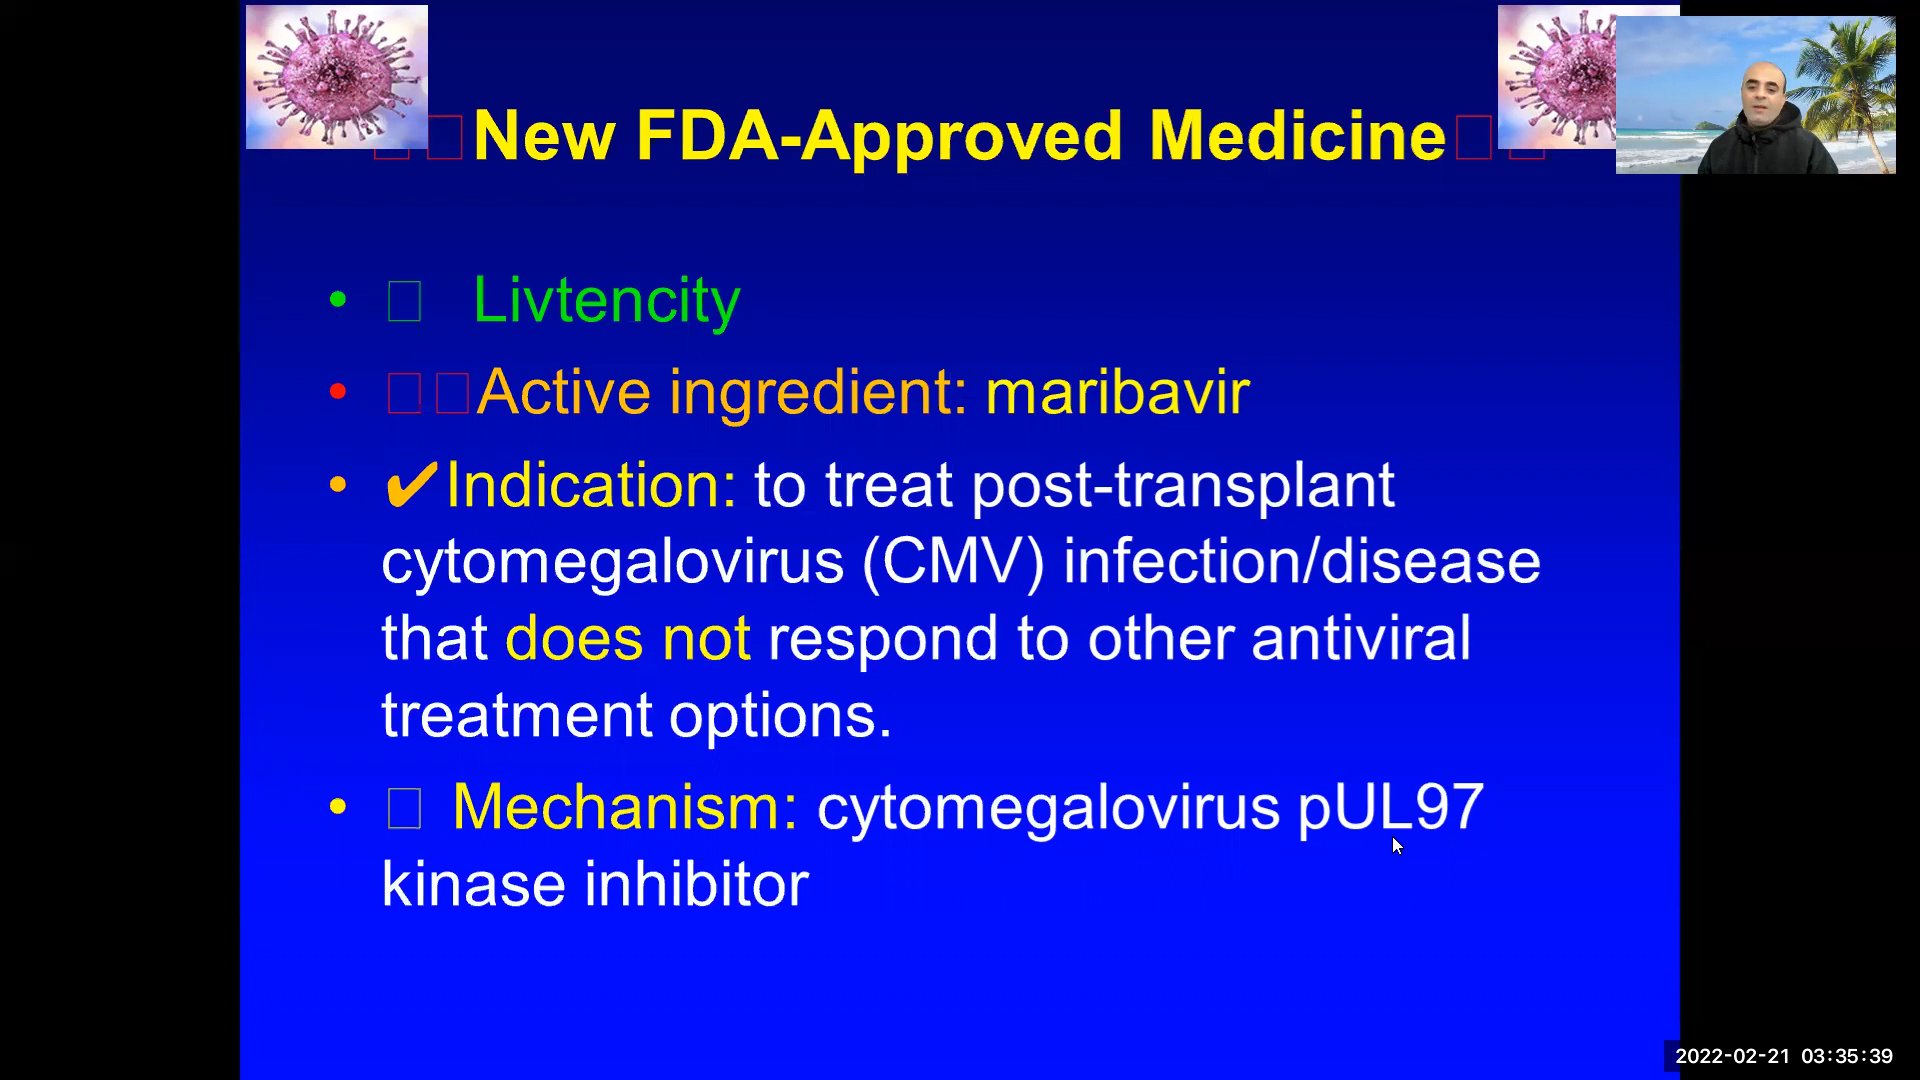 New FDA-Approved Medicine
• Livtencity
• Active ingredient: maribavir
• ✔Indication: to treat post-transplant
cytomegalovirus (CMV) infection/disease
that does not respond to other antiviral
treatment options.
• Mechanism: cytomegalovirus pUL97
kinase inhibitor
2022-02-21 03:35:39